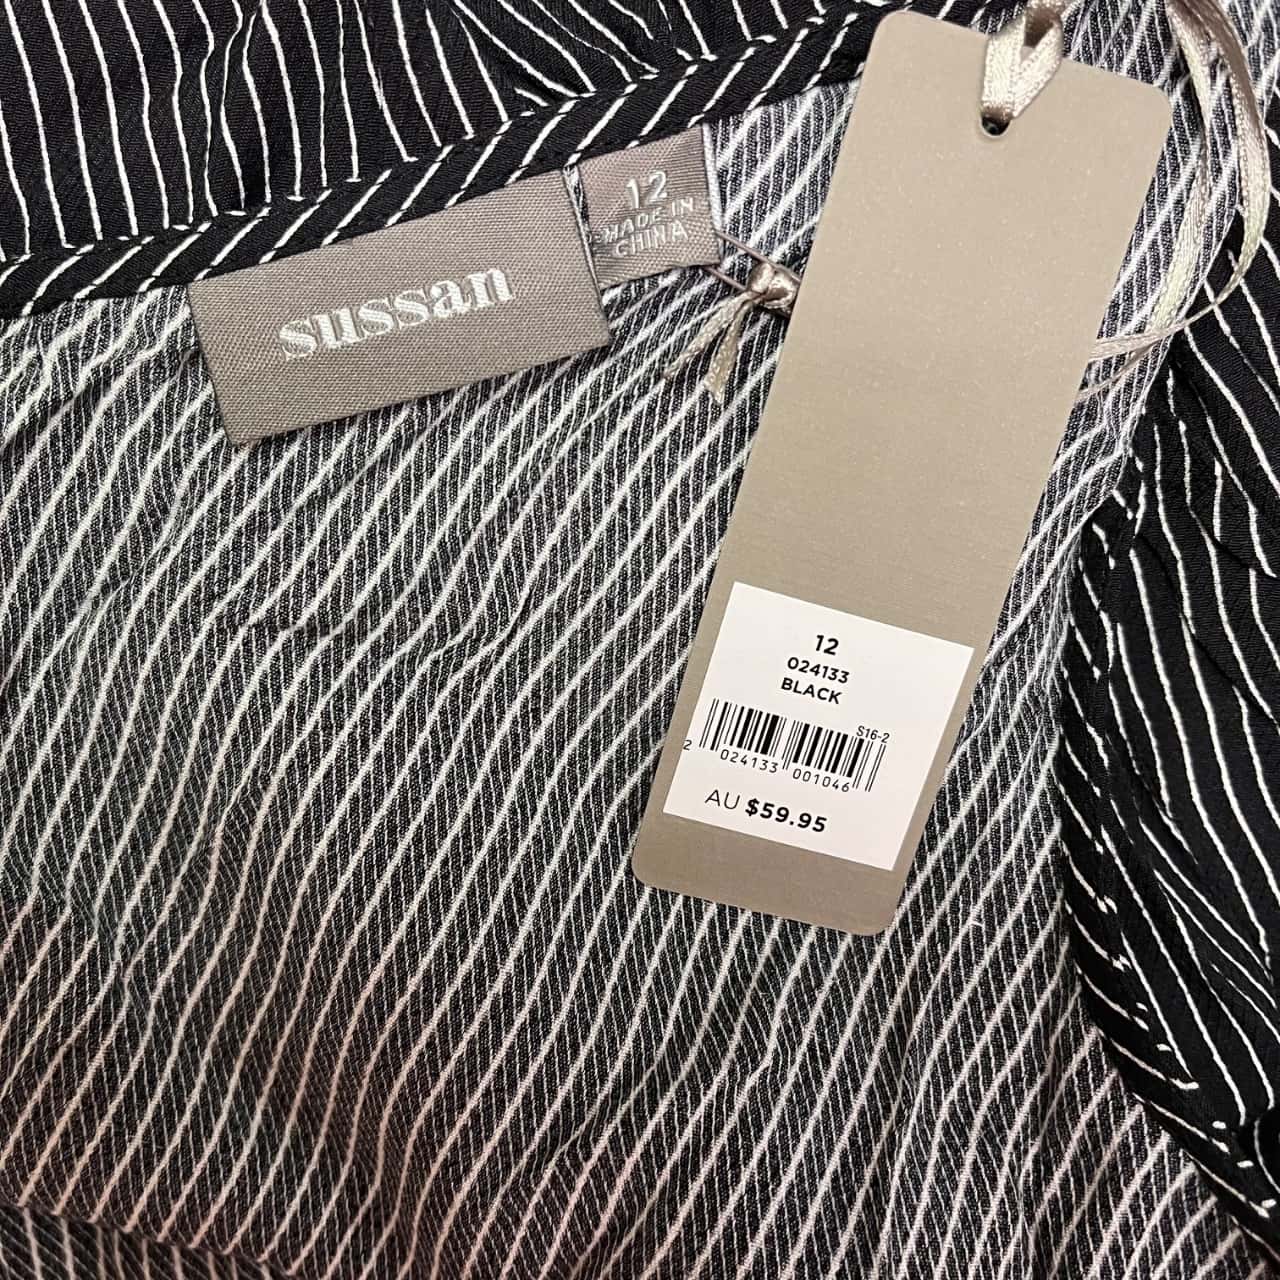 sussan
12
MADE IN
CHINA
12
024133
BLACK
S16-2
2 024133 001046
AU $59.95